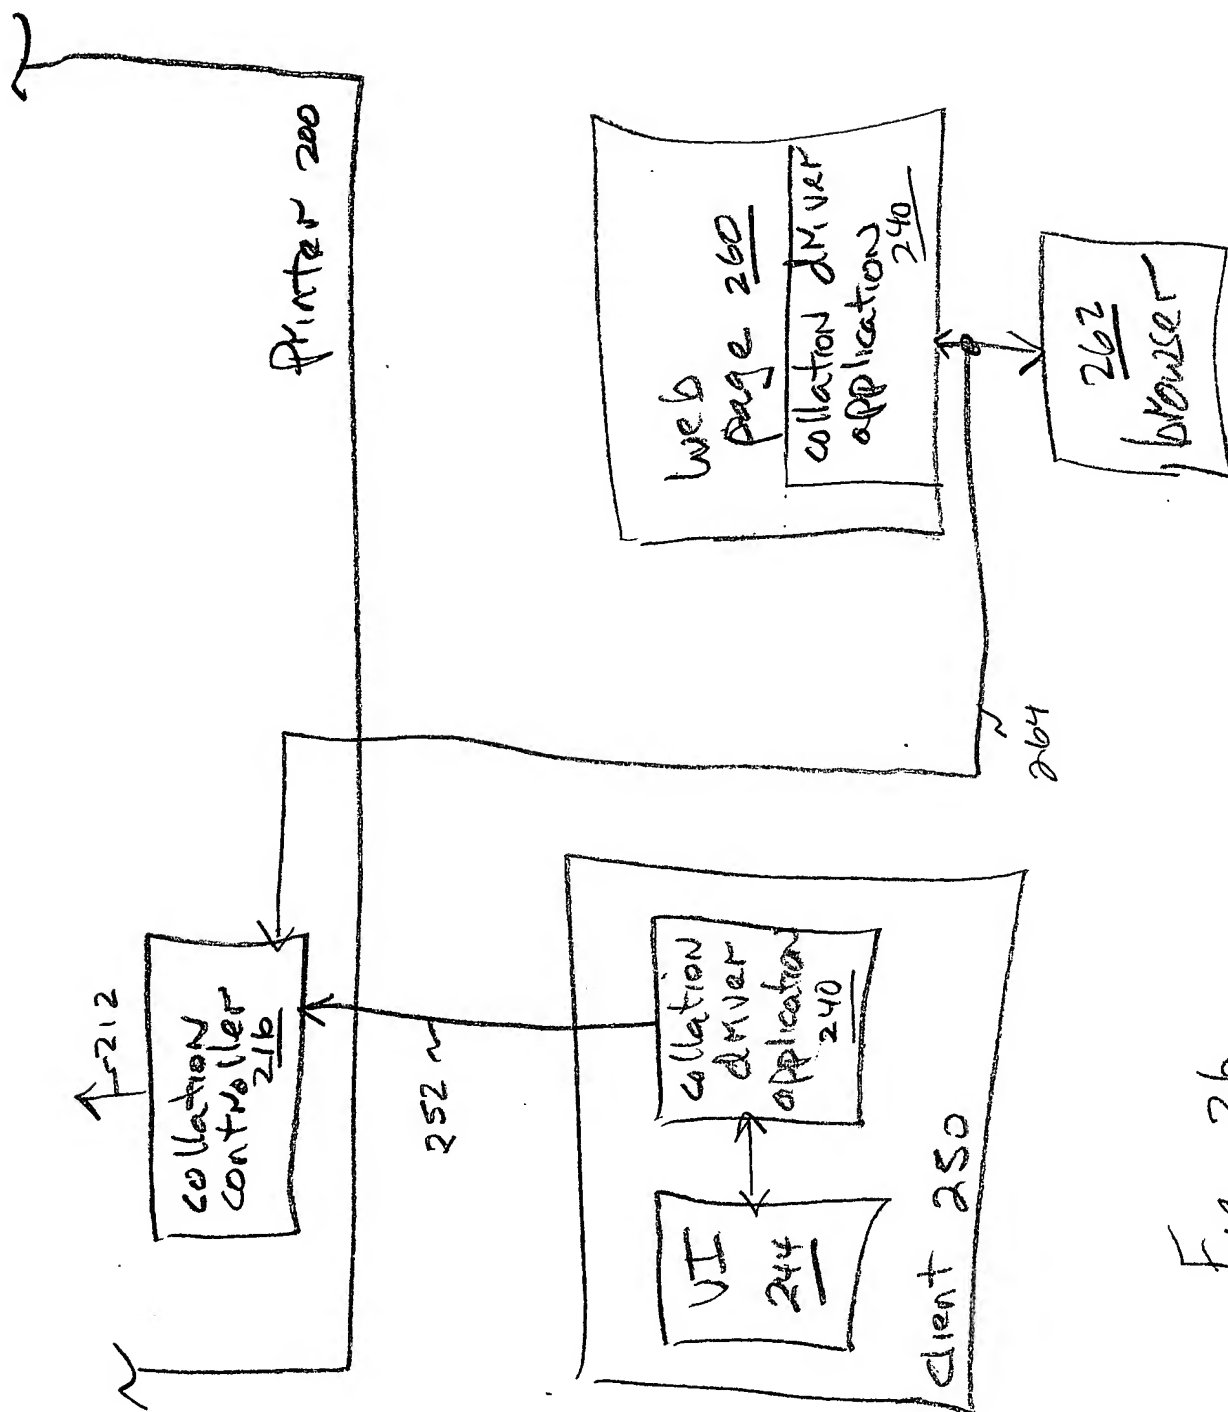 212
collation
controller
216
Printer 200
252
264
UI
244
collation
driver
application
240
client 250
web
page 260
collation driver
application
240
262
browser
Fig 2b